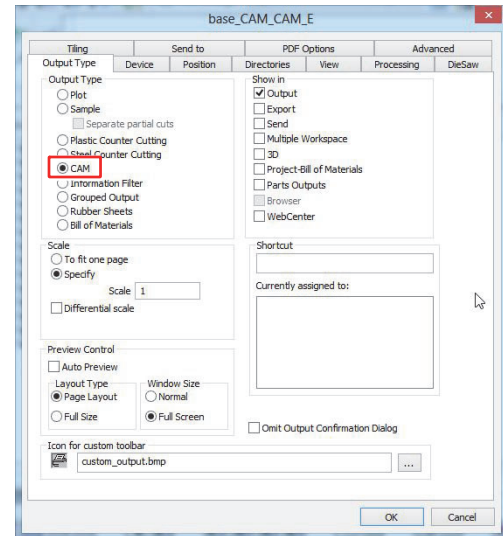 base_CAM_CAM_E
Tiling
Send to
PDF Options
Advanced
Output Type
Device
Position
Directories
View
Processing
DieSaw
Output Type
Plot
Sample
Separate partial cuts
Plastic Counter Cutting
Steel Counter Cutting
CAM
Information Filter
Grouped Output
Rubber Sheets
Bill of Materials
Show in
Output
Export
Send
Multiple Workspace
3D
Project-Bill of Materials
Parts Outputs
Browser
WebCenter
Scale
To fit one page
Specify
Scale 1
Differential scale
Shortcut
Currently assigned to:
Preview Control
Auto Preview
Layout Type
Page Layout
Full Size
Window Size
Normal
Full Screen
Omit Output Confirmation Dialog
Icon for custom toolbar
custom_output.bmp
...
OK
Cancel